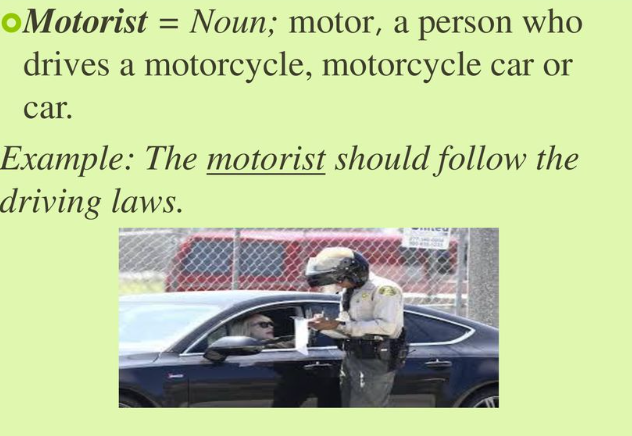 Motorist = Noun; motor, a person who
drives a motorcycle, motorcycle car or
car.
Example: The motorist should follow the
driving laws.
United